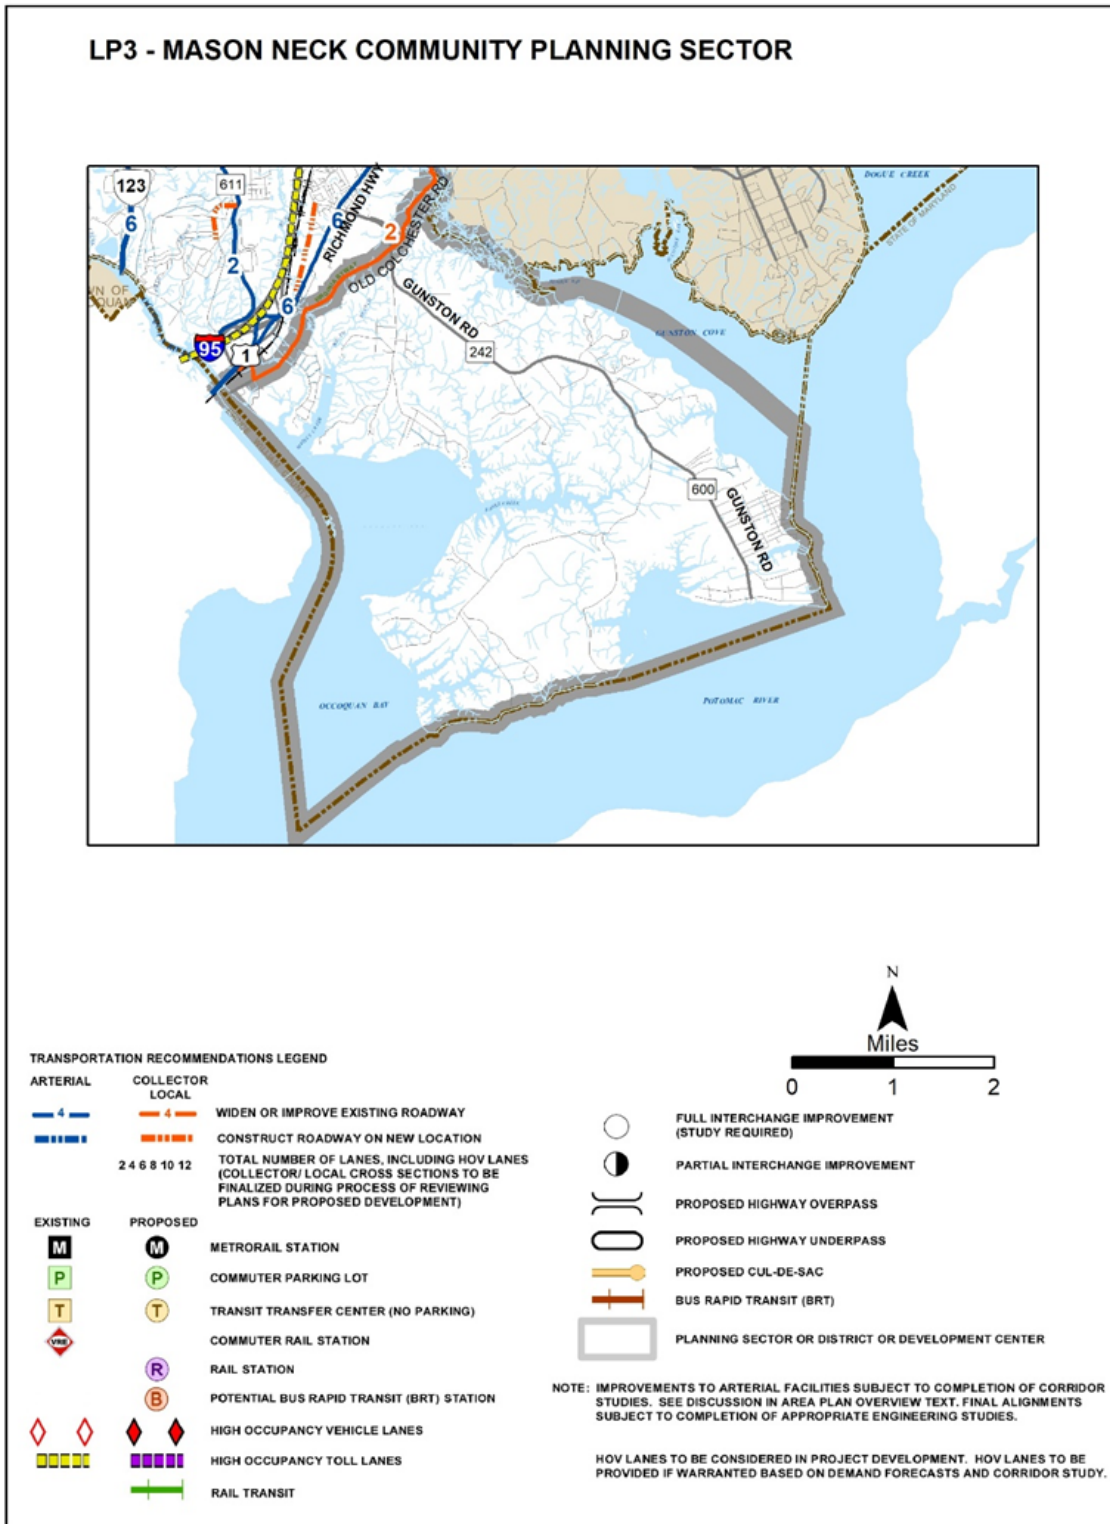 LP3 - MASON NECK COMMUNITY PLANNING SECTOR
123
6
611
2
RICHMOND HWY
6
6
2
OLD COLCHESTER RD
DOGUE CREEK
STATE OF MARYLAND
GUNSTON COVE
95
1
GUNSTON RD
242
600
GUNSTON RD
OCCOQUAN BAY
POTOMAC RIVER
N
Miles
0 1 2
TRANSPORTATION RECOMMENDATIONS LEGEND
ARTERIAL
COLLECTOR
LOCAL
4 4 WIDEN OR IMPROVE EXISTING ROADWAY
CONSTRUCT ROADWAY ON NEW LOCATION
2 4 6 8 10 12 TOTAL NUMBER OF LANES, INCLUDING HOV LANES
(COLLECTOR/ LOCAL CROSS SECTIONS TO BE
FINALIZED DURING PROCESS OF REVIEWING
PLANS FOR PROPOSED DEVELOPMENT)
EXISTING PROPOSED
M M METRORAIL STATION
P P COMMUTER PARKING LOT
T T TRANSIT TRANSFER CENTER (NO PARKING)
VRE COMMUTER RAIL STATION
R RAIL STATION
B POTENTIAL BUS RAPID TRANSIT (BRT) STATION
HIGH OCCUPANCY VEHICLE LANES
HIGH OCCUPANCY TOLL LANES
RAIL TRANSIT
FULL INTERCHANGE IMPROVEMENT
(STUDY REQUIRED)
PARTIAL INTERCHANGE IMPROVEMENT
PROPOSED HIGHWAY OVERPASS
PROPOSED HIGHWAY UNDERPASS
PROPOSED CUL-DE-SAC
BUS RAPID TRANSIT (BRT)
PLANNING SECTOR OR DISTRICT OR DEVELOPMENT CENTER
NOTE: IMPROVEMENTS TO ARTERIAL FACILITIES SUBJECT TO COMPLETION OF CORRIDOR
STUDIES. SEE DISCUSSION IN AREA PLAN OVERVIEW TEXT. FINAL ALIGNMENTS
SUBJECT TO COMPLETION OF APPROPRIATE ENGINEERING STUDIES.
HOV LANES TO BE CONSIDERED IN PROJECT DEVELOPMENT. HOV LANES TO BE
PROVIDED IF WARRANTED BASED ON DEMAND FORECASTS AND CORRIDOR STUDY.